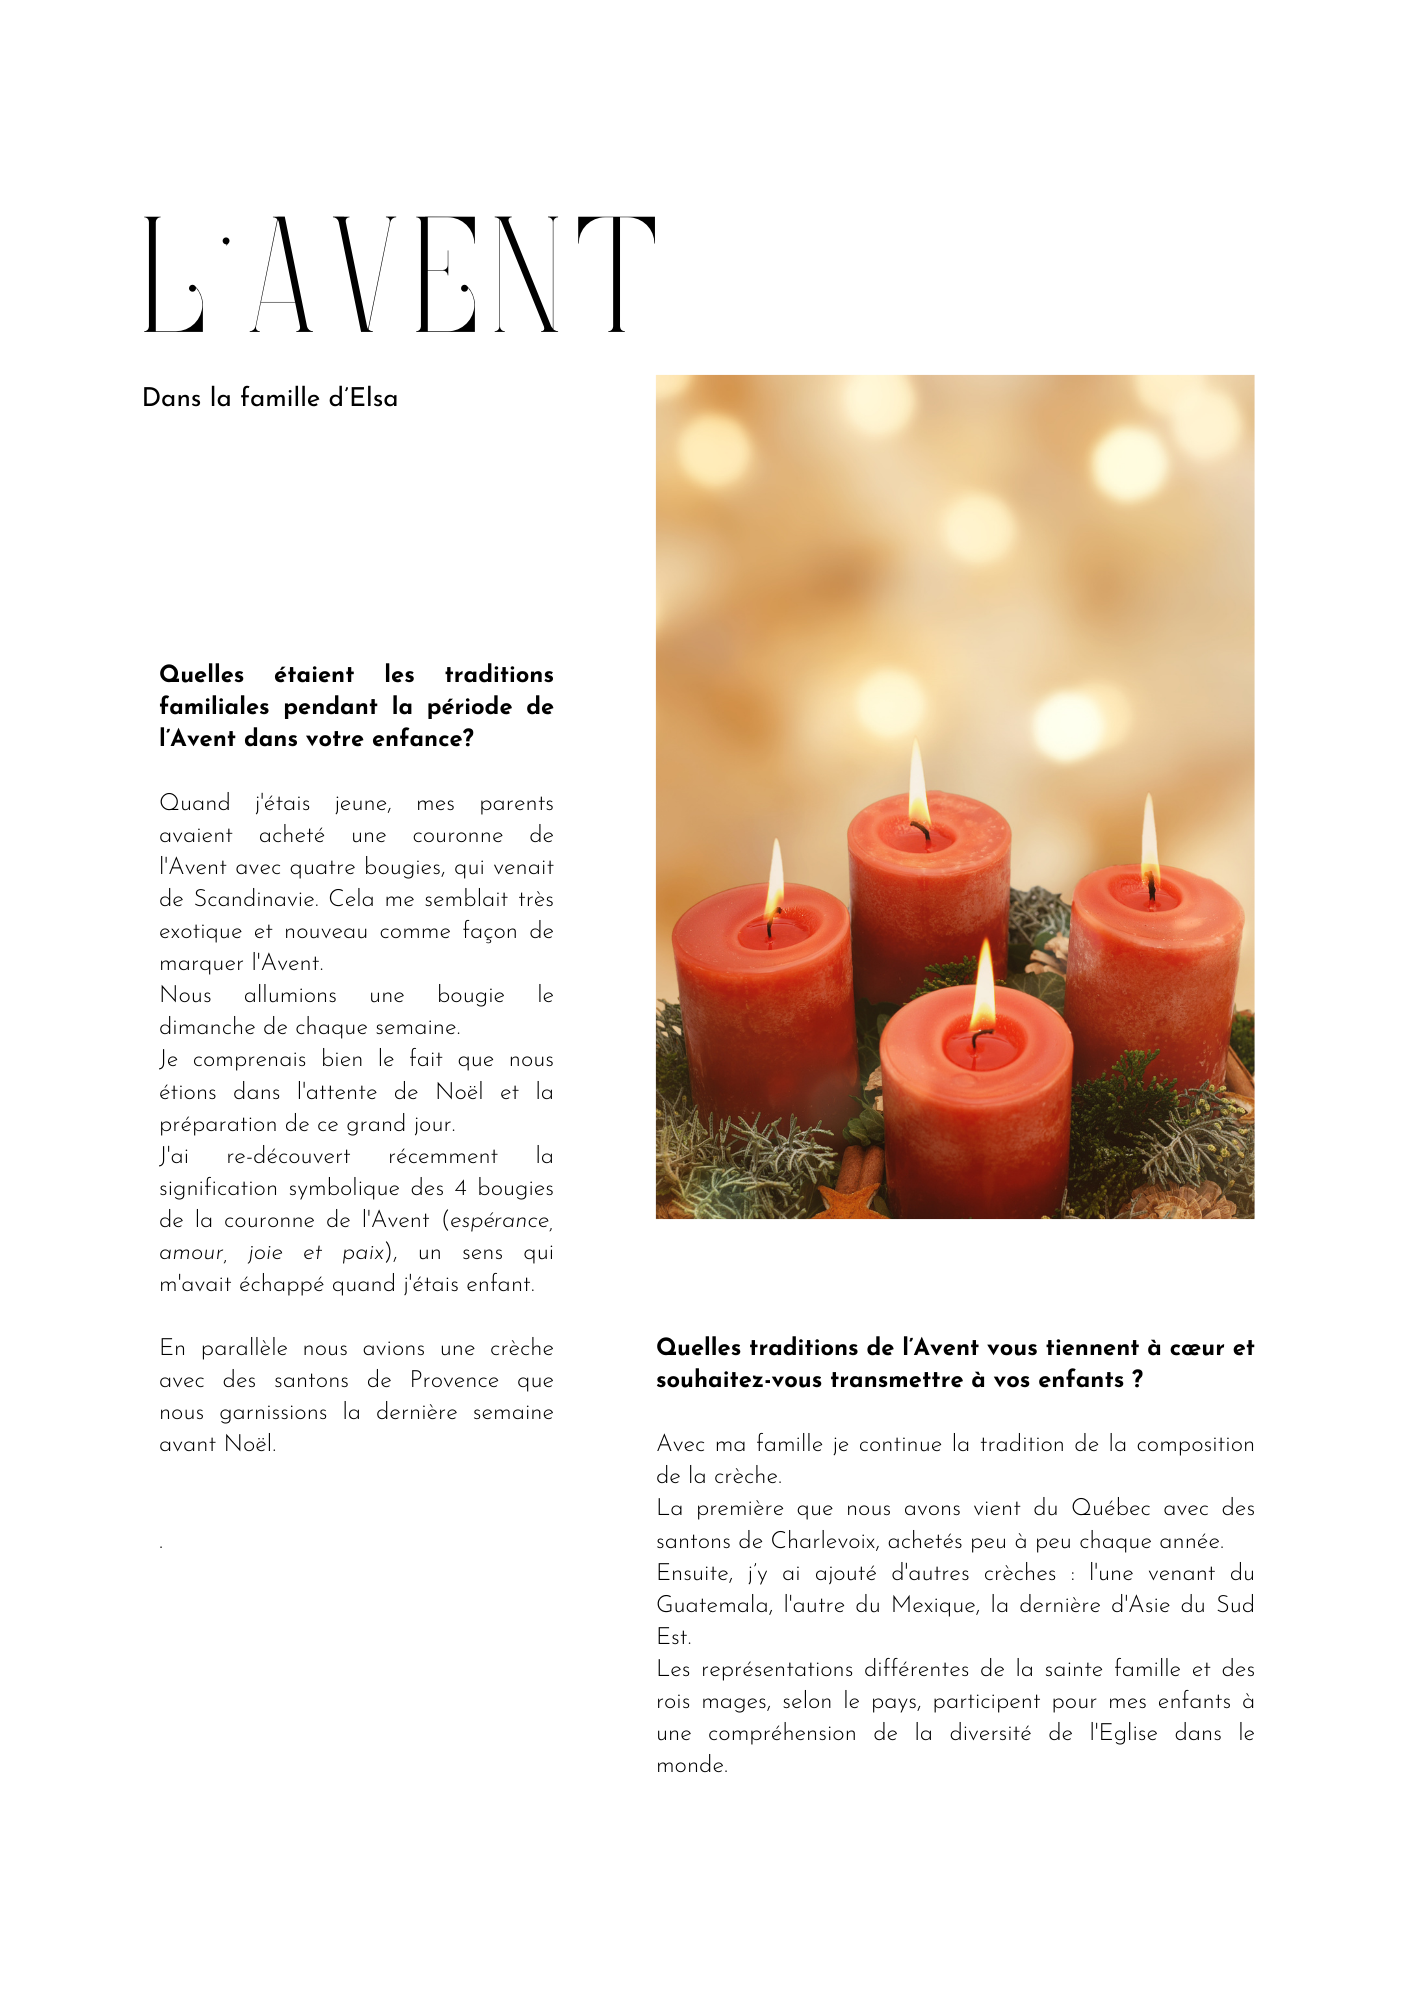 L'AVENT
Dans la famille d'Elsa
Quelles étaient les traditions
familiales pendant la période de
l'Avent dans votre enfance?
Quand j'étais jeune, mes parents
avaient acheté une couronne de
l'Avent avec quatre bougies, qui venait
de Scandinavie. Cela me semblait très
exotique et nouveau comme façon de
marquer l'Avent.
Nous allumions une bougie le
dimanche de chaque semaine.
Je comprenais bien le fait que nous
étions dans l'attente de Noël et la
préparation de ce grand jour.
J'ai re-découvert récemment la
signification symbolique des 4 bougies
de la couronne de l'Avent (espérance,
amour, joie et paix), un sens qui
m'avait échappé quand j'étais enfant.
En parallèle nous avions une crèche
avec des santons de Provence que
nous garnissions la dernière semaine
avant Noël.
.
Quelles traditions de l'Avent vous tiennent à cœur et
souhaitez-vous transmettre à vos enfants ?
Avec ma famille je continue la tradition de la composition
de la crèche.
La première que nous avons vient du Québec avec des
santons de Charlevoix, achetés peu à peu chaque année.
Ensuite, j'y ai ajouté d'autres crèches : l'une venant du
Guatemala, l'autre du Mexique, la dernière d'Asie du Sud
Est.
Les représentations différentes de la sainte famille et des
rois mages, selon le pays, participent pour mes enfants à
une compréhension de la diversité de l'Eglise dans le
monde.